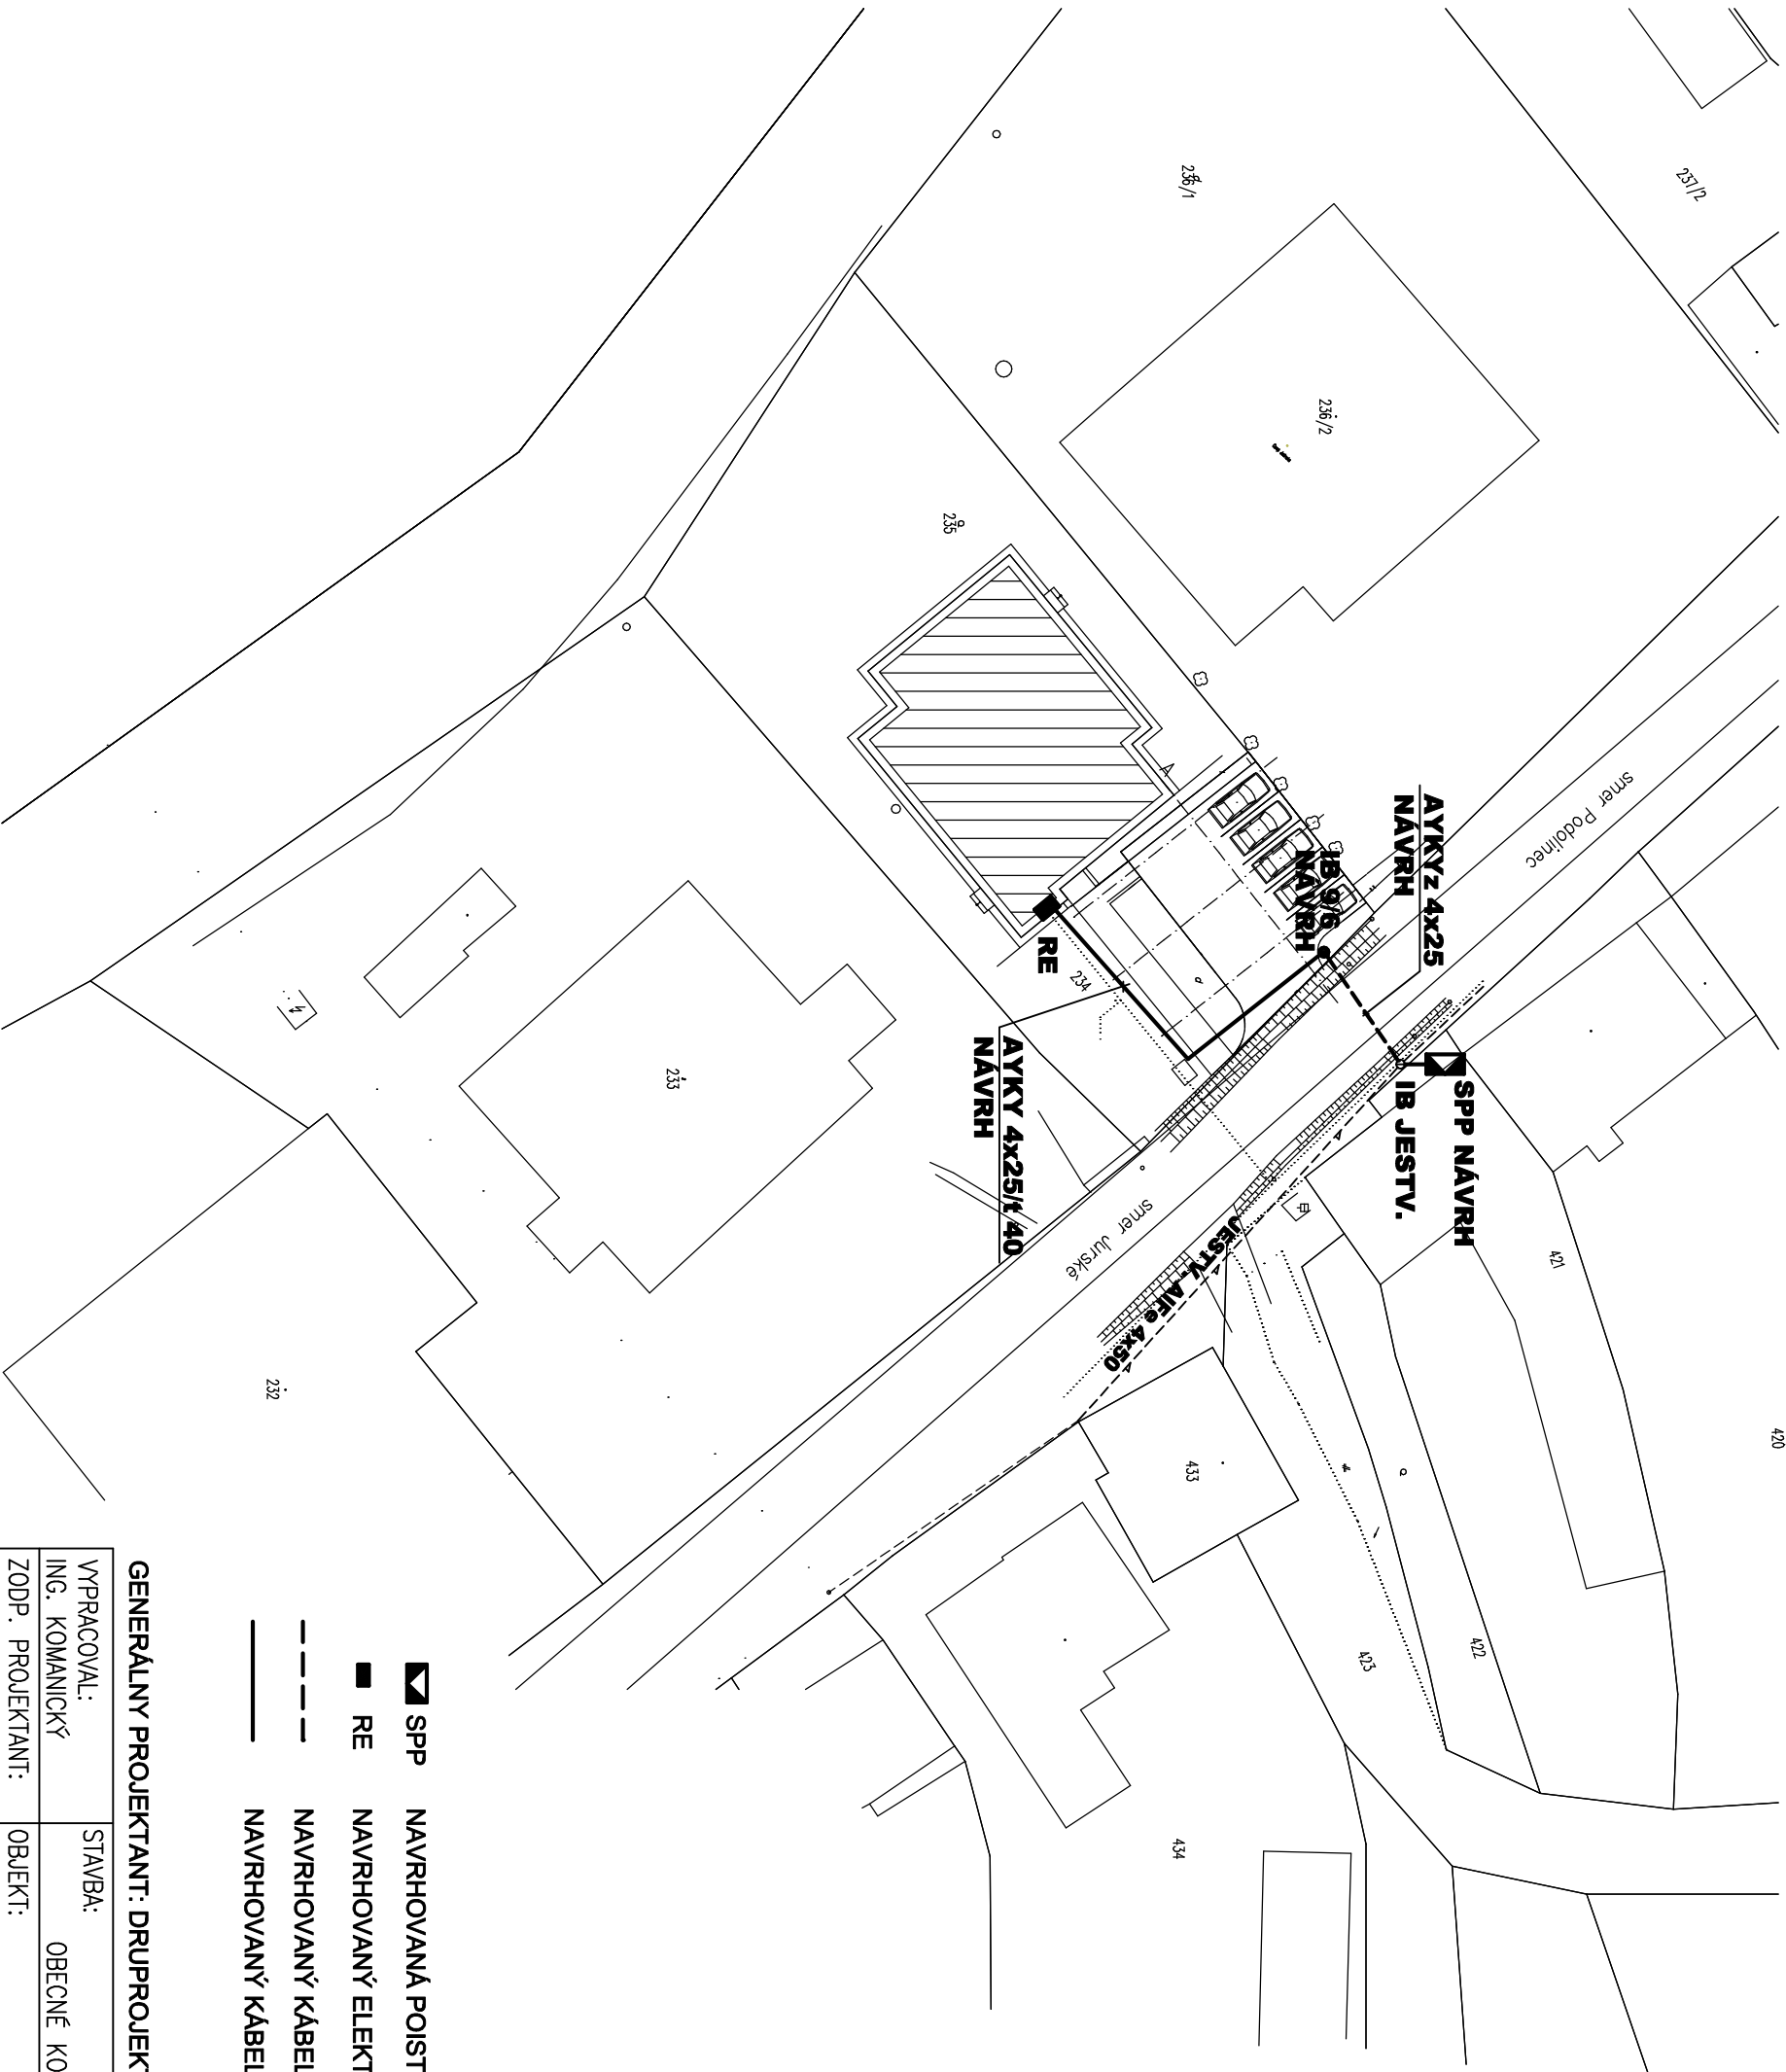 237/2
236/1
236/2
235
smer Podolinec
AYKYz 4x25
NÁVRH
IB 9/6
NÁVRH
RE
234
SPP NÁVRH
IB JESTV.
AYKY 4x25/t 40
NÁVRH
smer Jurské
JESTV. AlFe 4x50
233
232
421
420
433
422
423
434
SPP NAVRHOVANÁ POIST
RE NAVRHOVANÝ ELEKT
NAVRHOVANÝ KÁBEL
NAVRHOVANÝ KÁBEL
GENERÁLNY PROJEKTANT: DRUPROJEKT
VYPRACOVAL:
ING. KOMANICKÝ
ZODP. PROJEKTANT:
STAVBA:
OBECNÉ KO
OBJEKT: